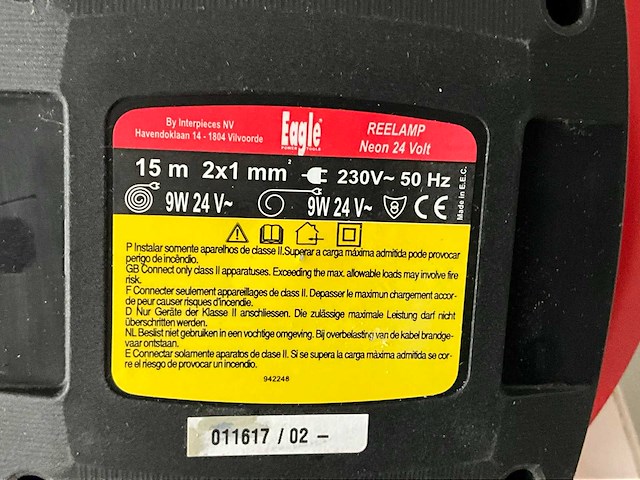 By Interpieces NV
Havendoklaan 14 - 1804 Vilvoorde
Eagle
POWER TOOLS
REELAMP
Neon 24 Volt
15 m 2x1 mm² 230V~ 50 Hz
9W 24 V~ 9W 24 V~ CE
Made in E.E.C.
P Instalar somente aparelhos de classe II.Superar a carga máxima admitida pode provocar
perigo de incêndio.
GB Connect only class II apparatuses. Exceeding the max. allowable loads may involve fire
risk.
F Connecter seulement appareillages de class II. Depasser le maximun chargement accor-
de peur causer risques d'incendie.
D Nur Geräte der Klasse II anschliessen. Die zulässige maximale Leistung darf nicht
überschritten werden.
NL Beslist niet gebruiken in een vochtige omgeving. Bij overbelasting van de kabel brandge-
vaar ontstaan.
E Connectar solamente aparatos de clase II. Si se supera la carga màxima admitida se cor-
re el riesgo de provocar un incendio.
942248
011617 / 02 -